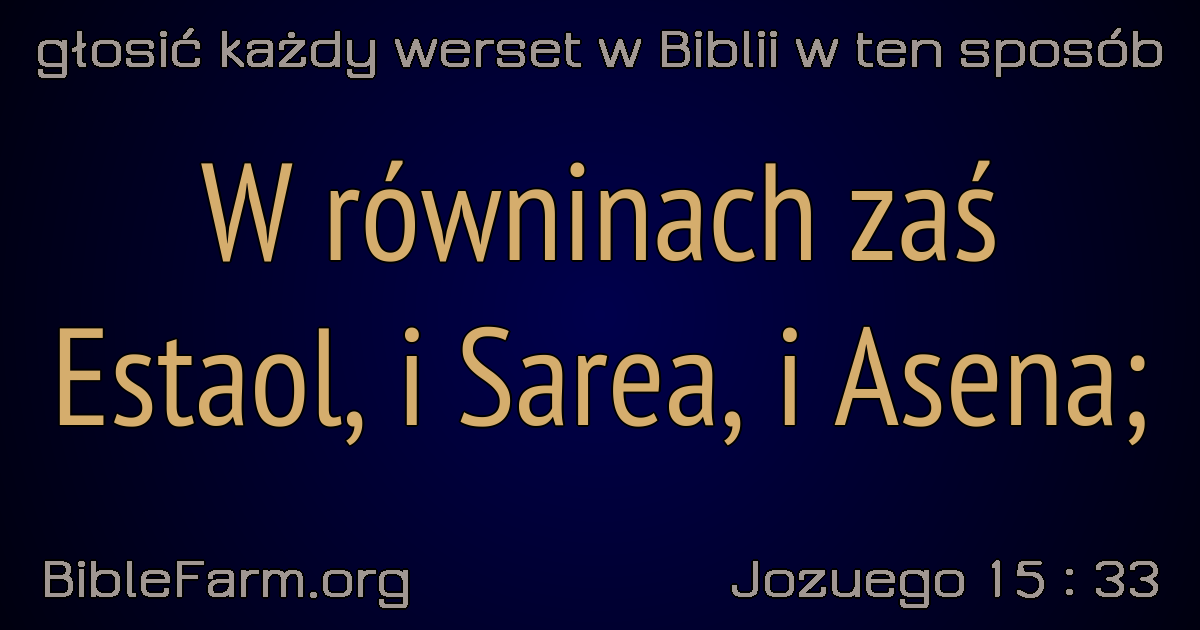 głosić każdy werset w Biblii w ten sposób
W równinach zaś
Estaol, i Sarea, i Asena;
BibleFarm.org
Jozuego 15 : 33